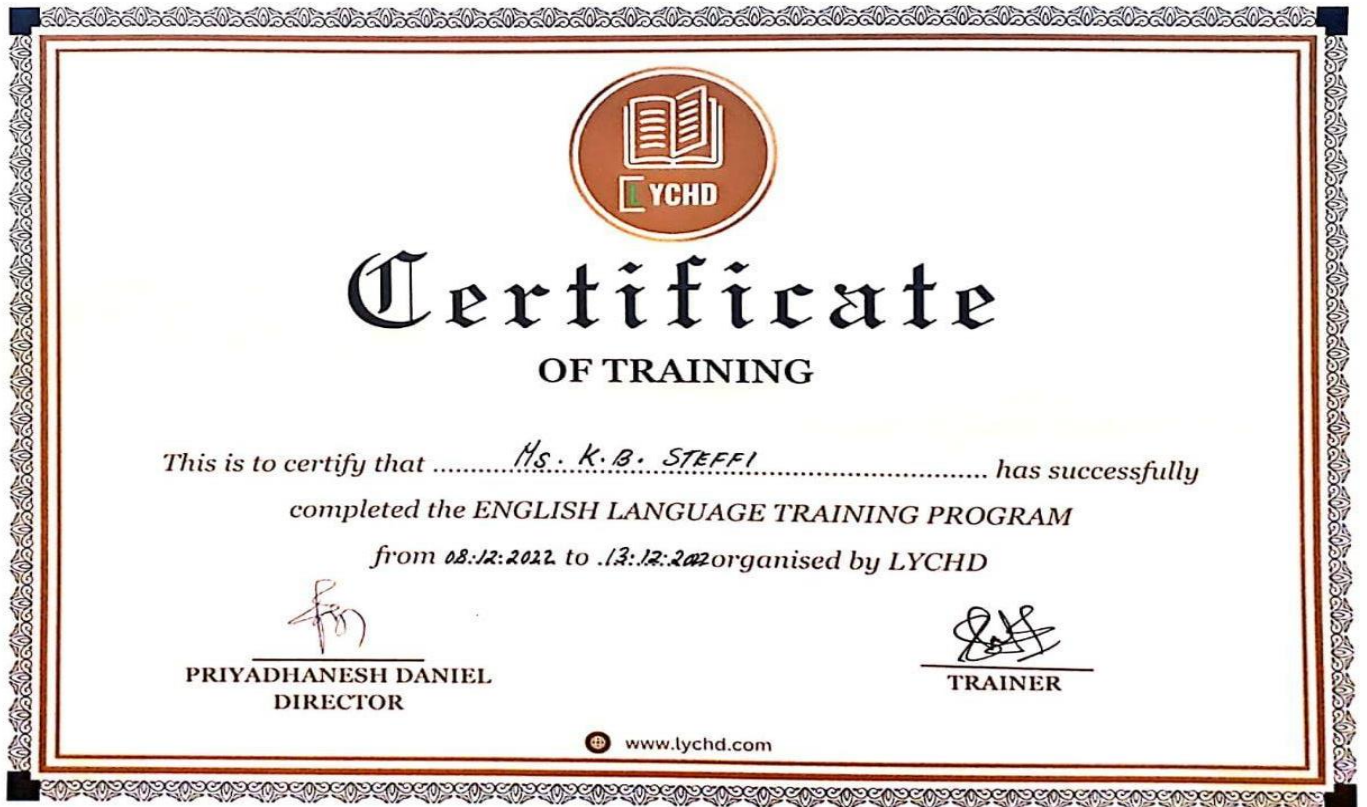 LYCHD
Certificate
OF TRAINING
This is to certify that ........ Ms. K.B. STEFFI ........ has successfully
completed the ENGLISH LANGUAGE TRAINING PROGRAM
from 08:12:2022 to 13:12:2022 organised by LYCHD
PRIYADHANESH DANIEL
DIRECTOR
TRAINER
www.lychd.com